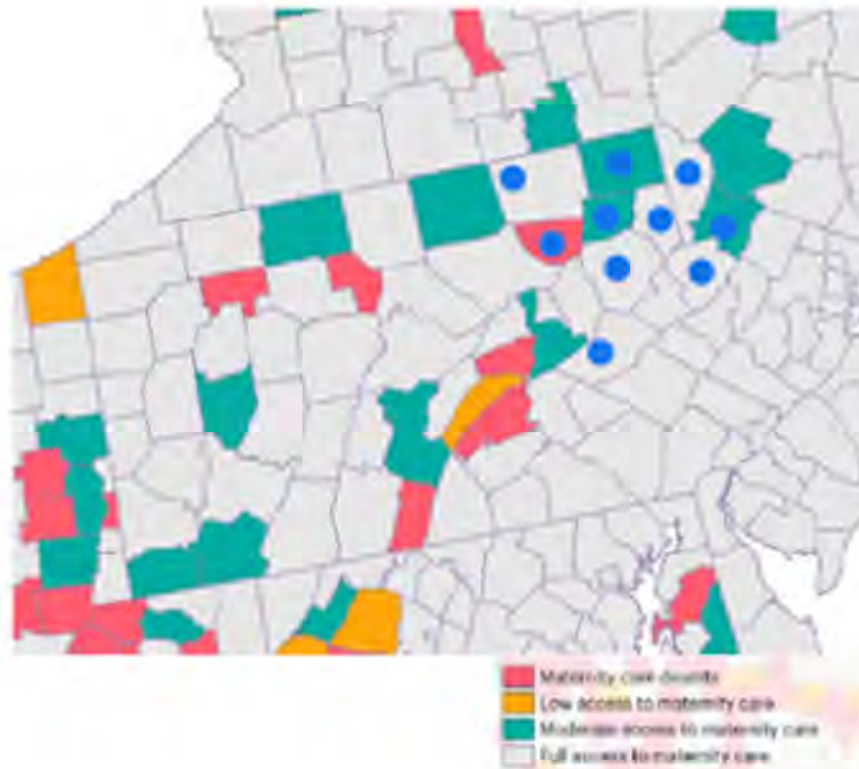 Maternity care deserts
Low access to maternity care
Moderate access to maternity care
Full access to maternity care